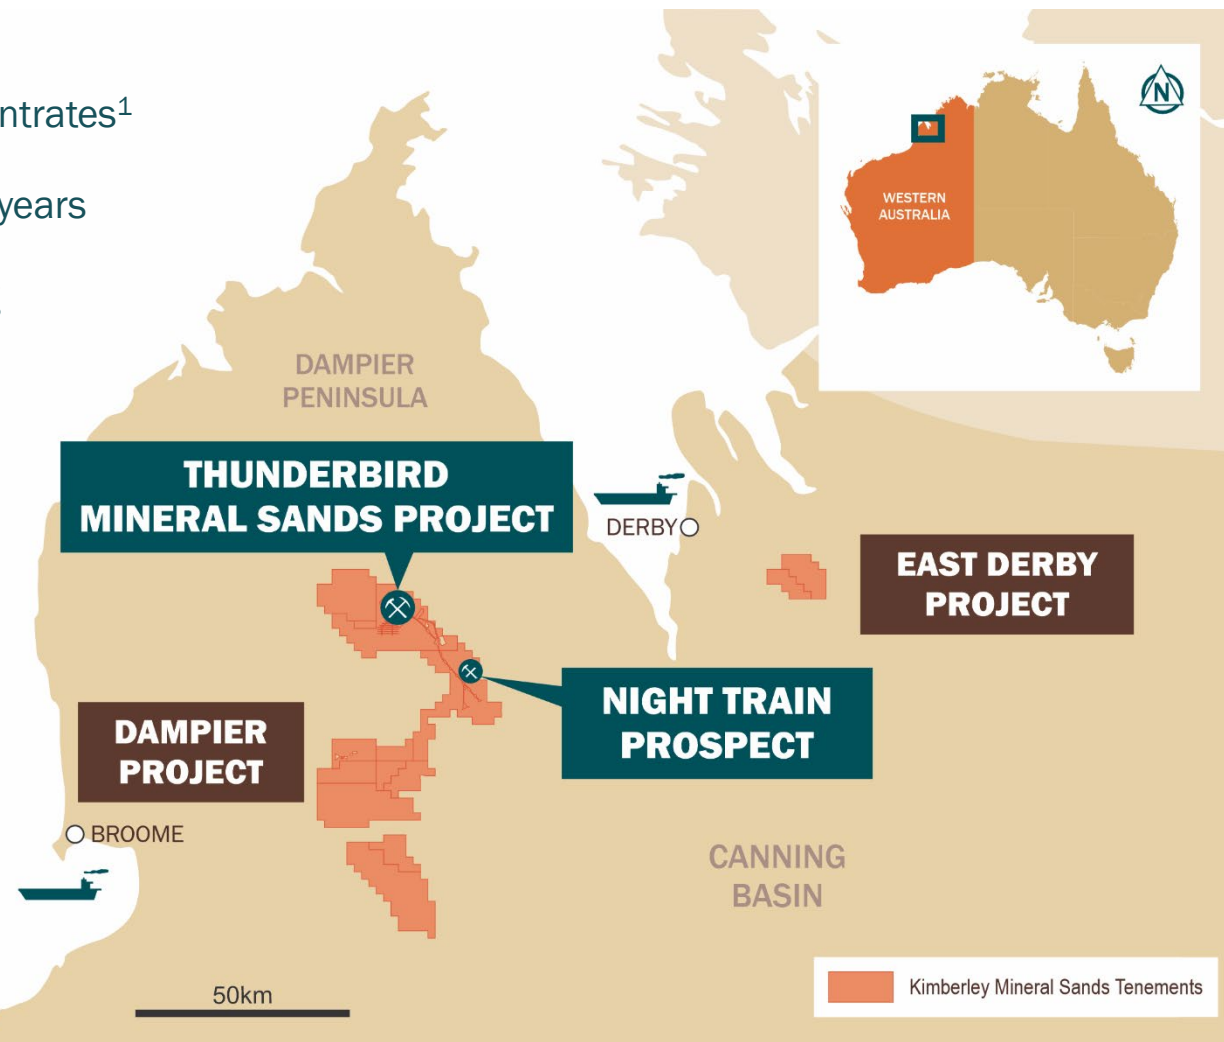 ntrates¹
years
N
WESTERN
AUSTRALIA
DAMPIER
PENINSULA
THUNDERBIRD
MINERAL SANDS PROJECT
DERBY
EAST DERBY
PROJECT
NIGHT TRAIN
PROSPECT
DAMPIER
PROJECT
BROOME
CANNING
BASIN
50km
Kimberley Mineral Sands Tenements